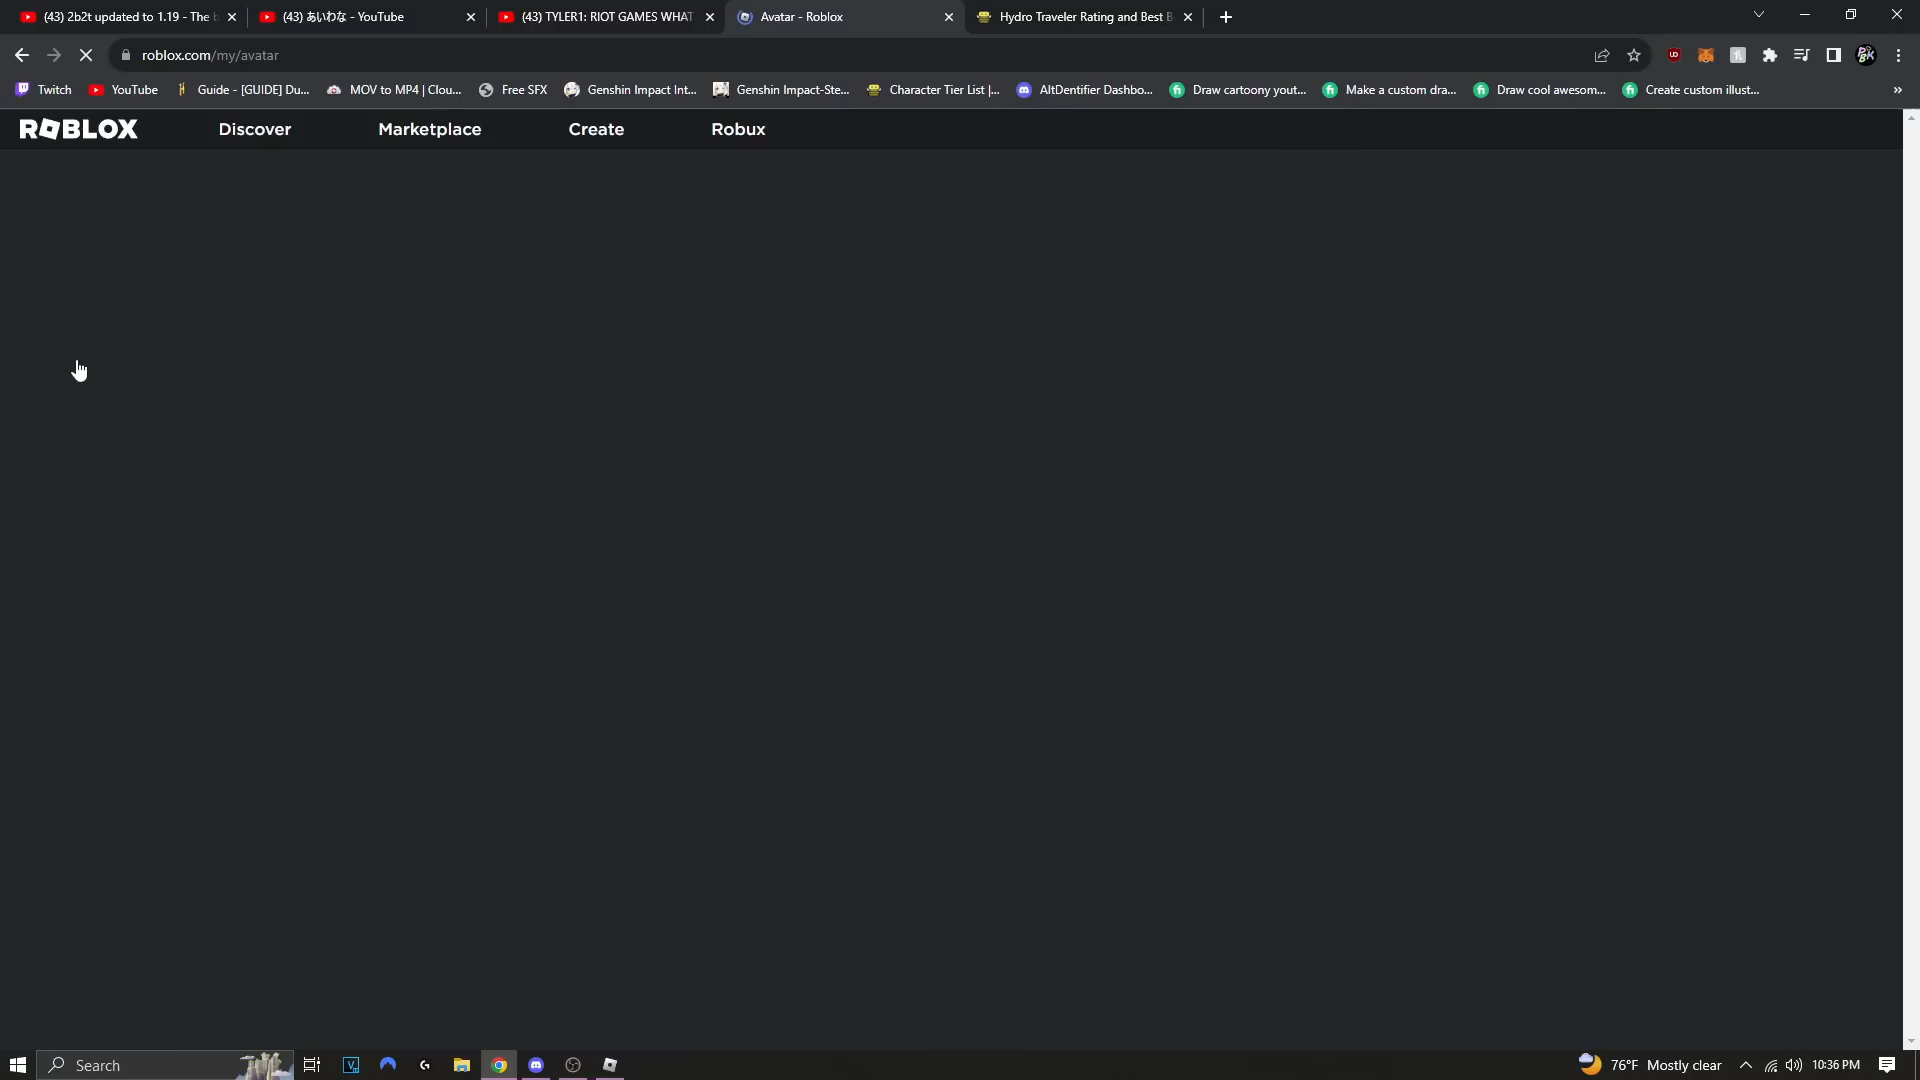 (43) 2b2t updated to 1.19 - The
(43) あいわな - YouTube
(43) TYLER1: RIOT GAMES WHAT
Avatar - Roblox
Hydro Traveler Rating and Best B
roblox.com/my/avatar
Twitch
YouTube
Guide - [GUIDE] Du...
MOV to MP4 | Clou...
Free SFX
Genshin Impact Int...
Genshin Impact-Ste...
Character Tier List |...
AltDentifier Dashbo...
Draw cartoony yout...
Make a custom dra...
Draw cool awesom...
Create custom illust...
ROBLOX
Discover
Marketplace
Create
Robux
Search
76°F Mostly clear
10:36 PM